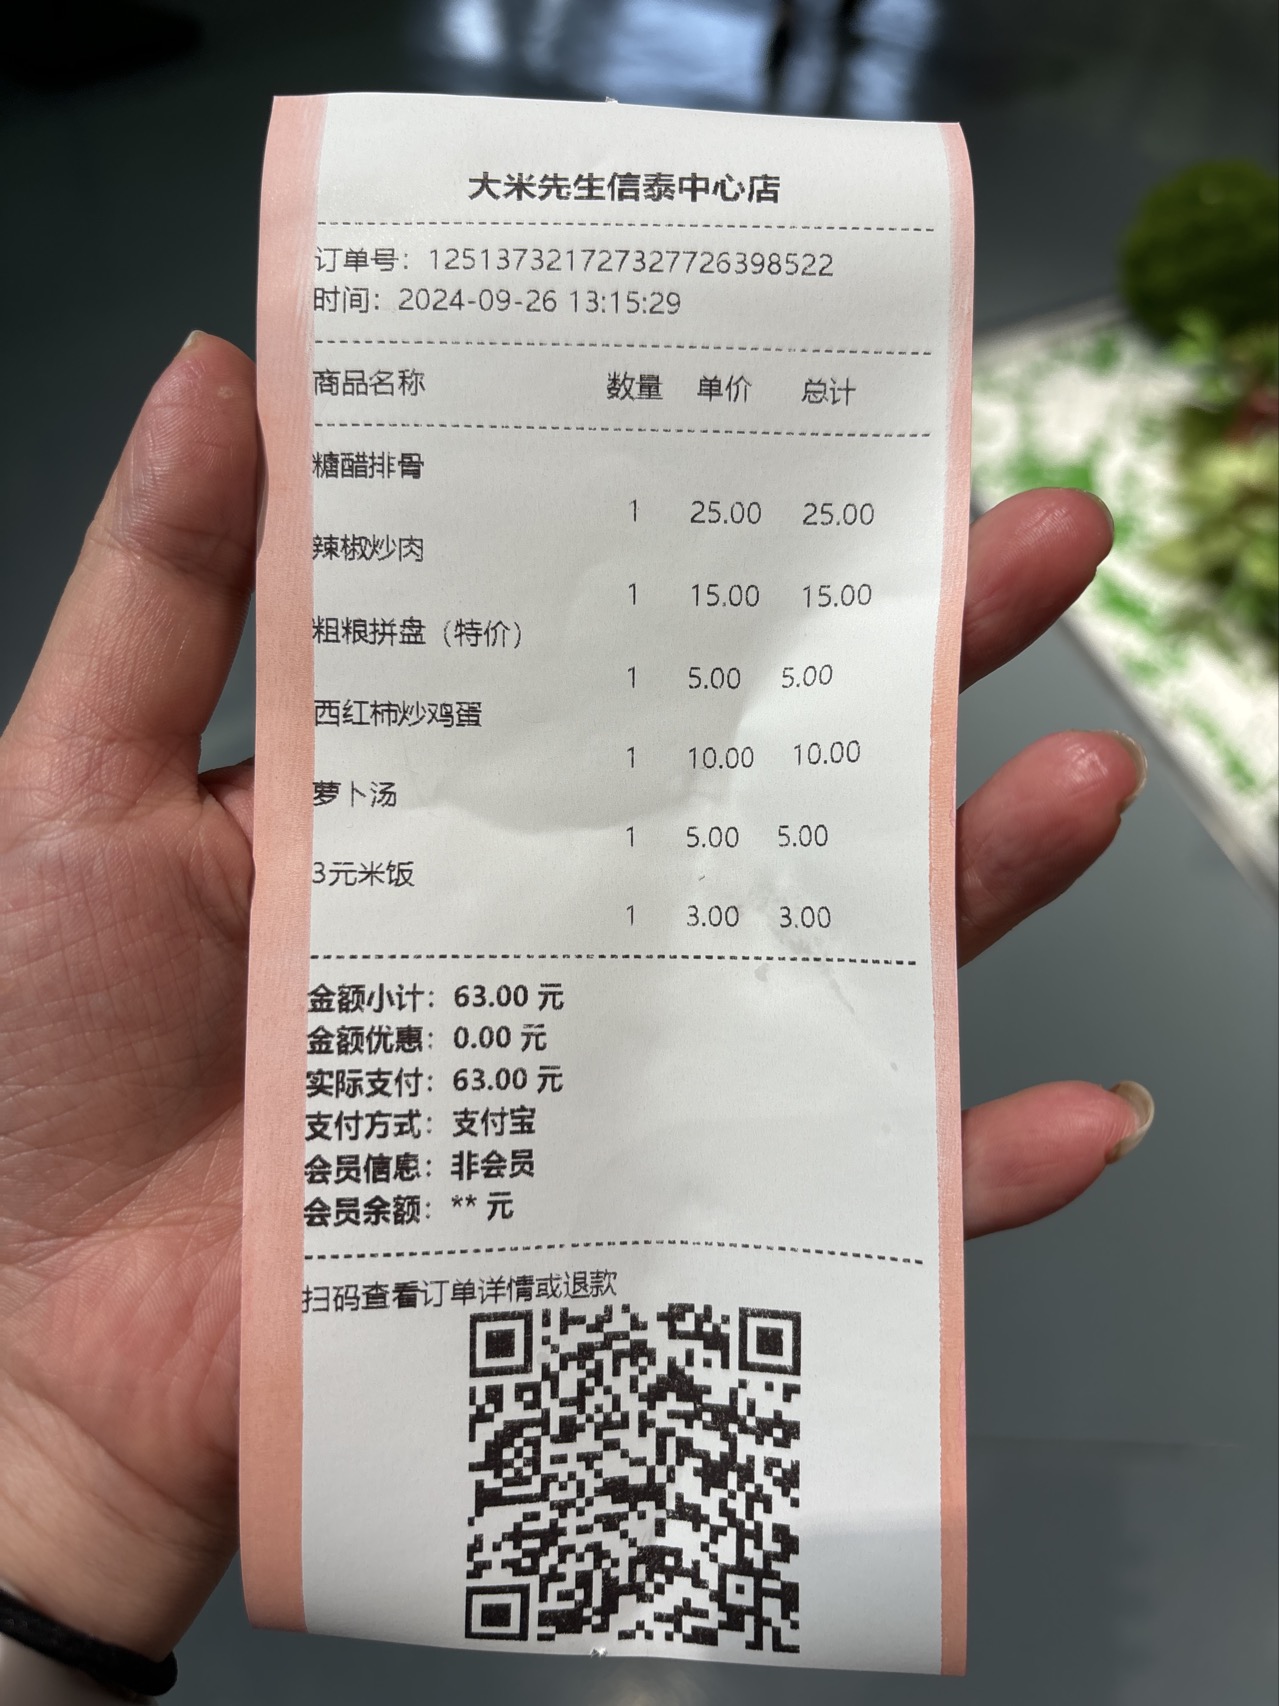 大米先生信泰中心店
订单号：1251373217273277726398522
时间：2024-09-26 13:15:29
商品名称 数量 单价 总计
糖醋排骨
1 25.00 25.00
辣椒炒肉
1 15.00 15.00
粗粮拼盘（特价）
1 5.00 5.00
西红柿炒鸡蛋
1 10.00 10.00
萝卜汤
1 5.00 5.00
3元米饭
1 3.00 3.00
金额小计：63.00 元
金额优惠：0.00 元
实际支付：63.00 元
支付方式：支付宝
会员信息：非会员
会员余额：** 元
扫码查看订单详情或退款